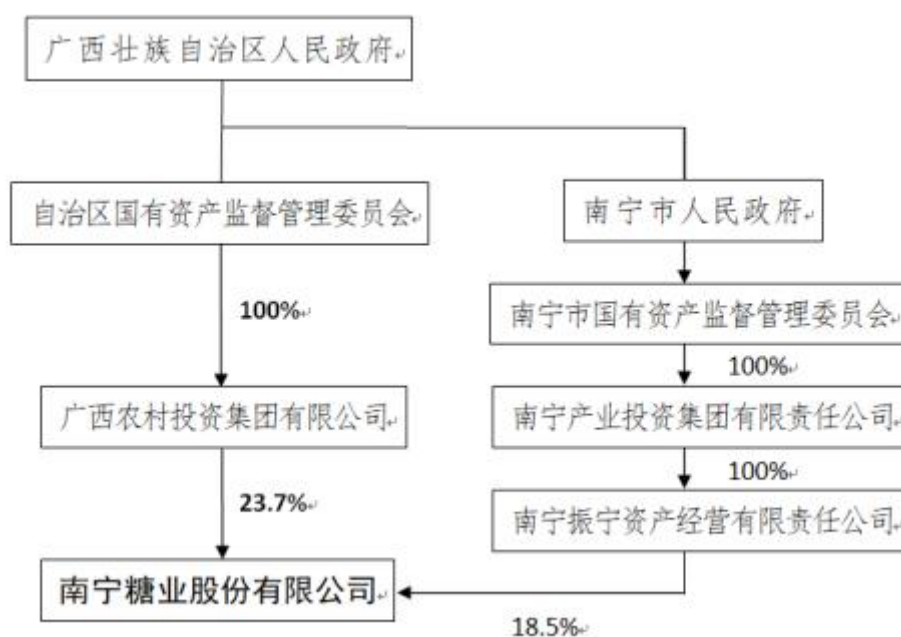 广西壮族自治区人民政府
自治区国有资产监督管理委员会
南宁市人民政府
100%
南宁市国有资产监督管理委员会
100%
广西农村投资集团有限公司
南宁产业投资集团有限责任公司
100%
23.7%
南宁振宁资产经营有限责任公司
南宁糖业股份有限公司
18.5%